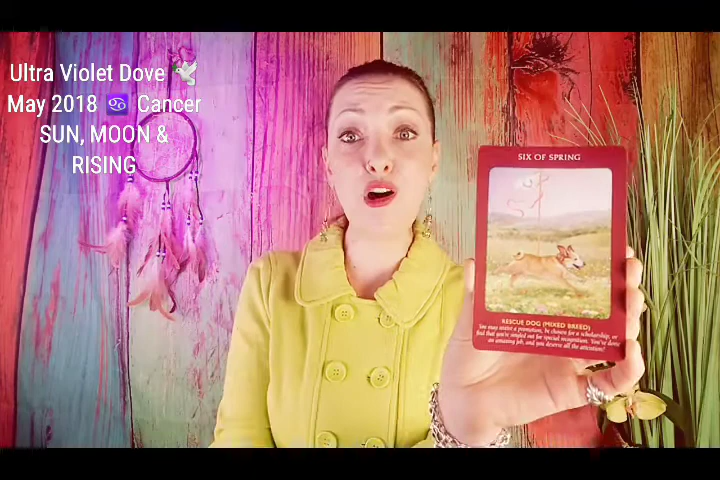 Ultra Violet Dove 🕊
May 2018 ♋ Cancer
SUN, MOON &
RISING
SIX OF SPRING
RESCUE DOG (MIXED BREED)
You may receive a promotion, be chosen for a scholarship, or
find that you're singled out for special recognition. You've done
an amazing job, and you deserve all the attention!